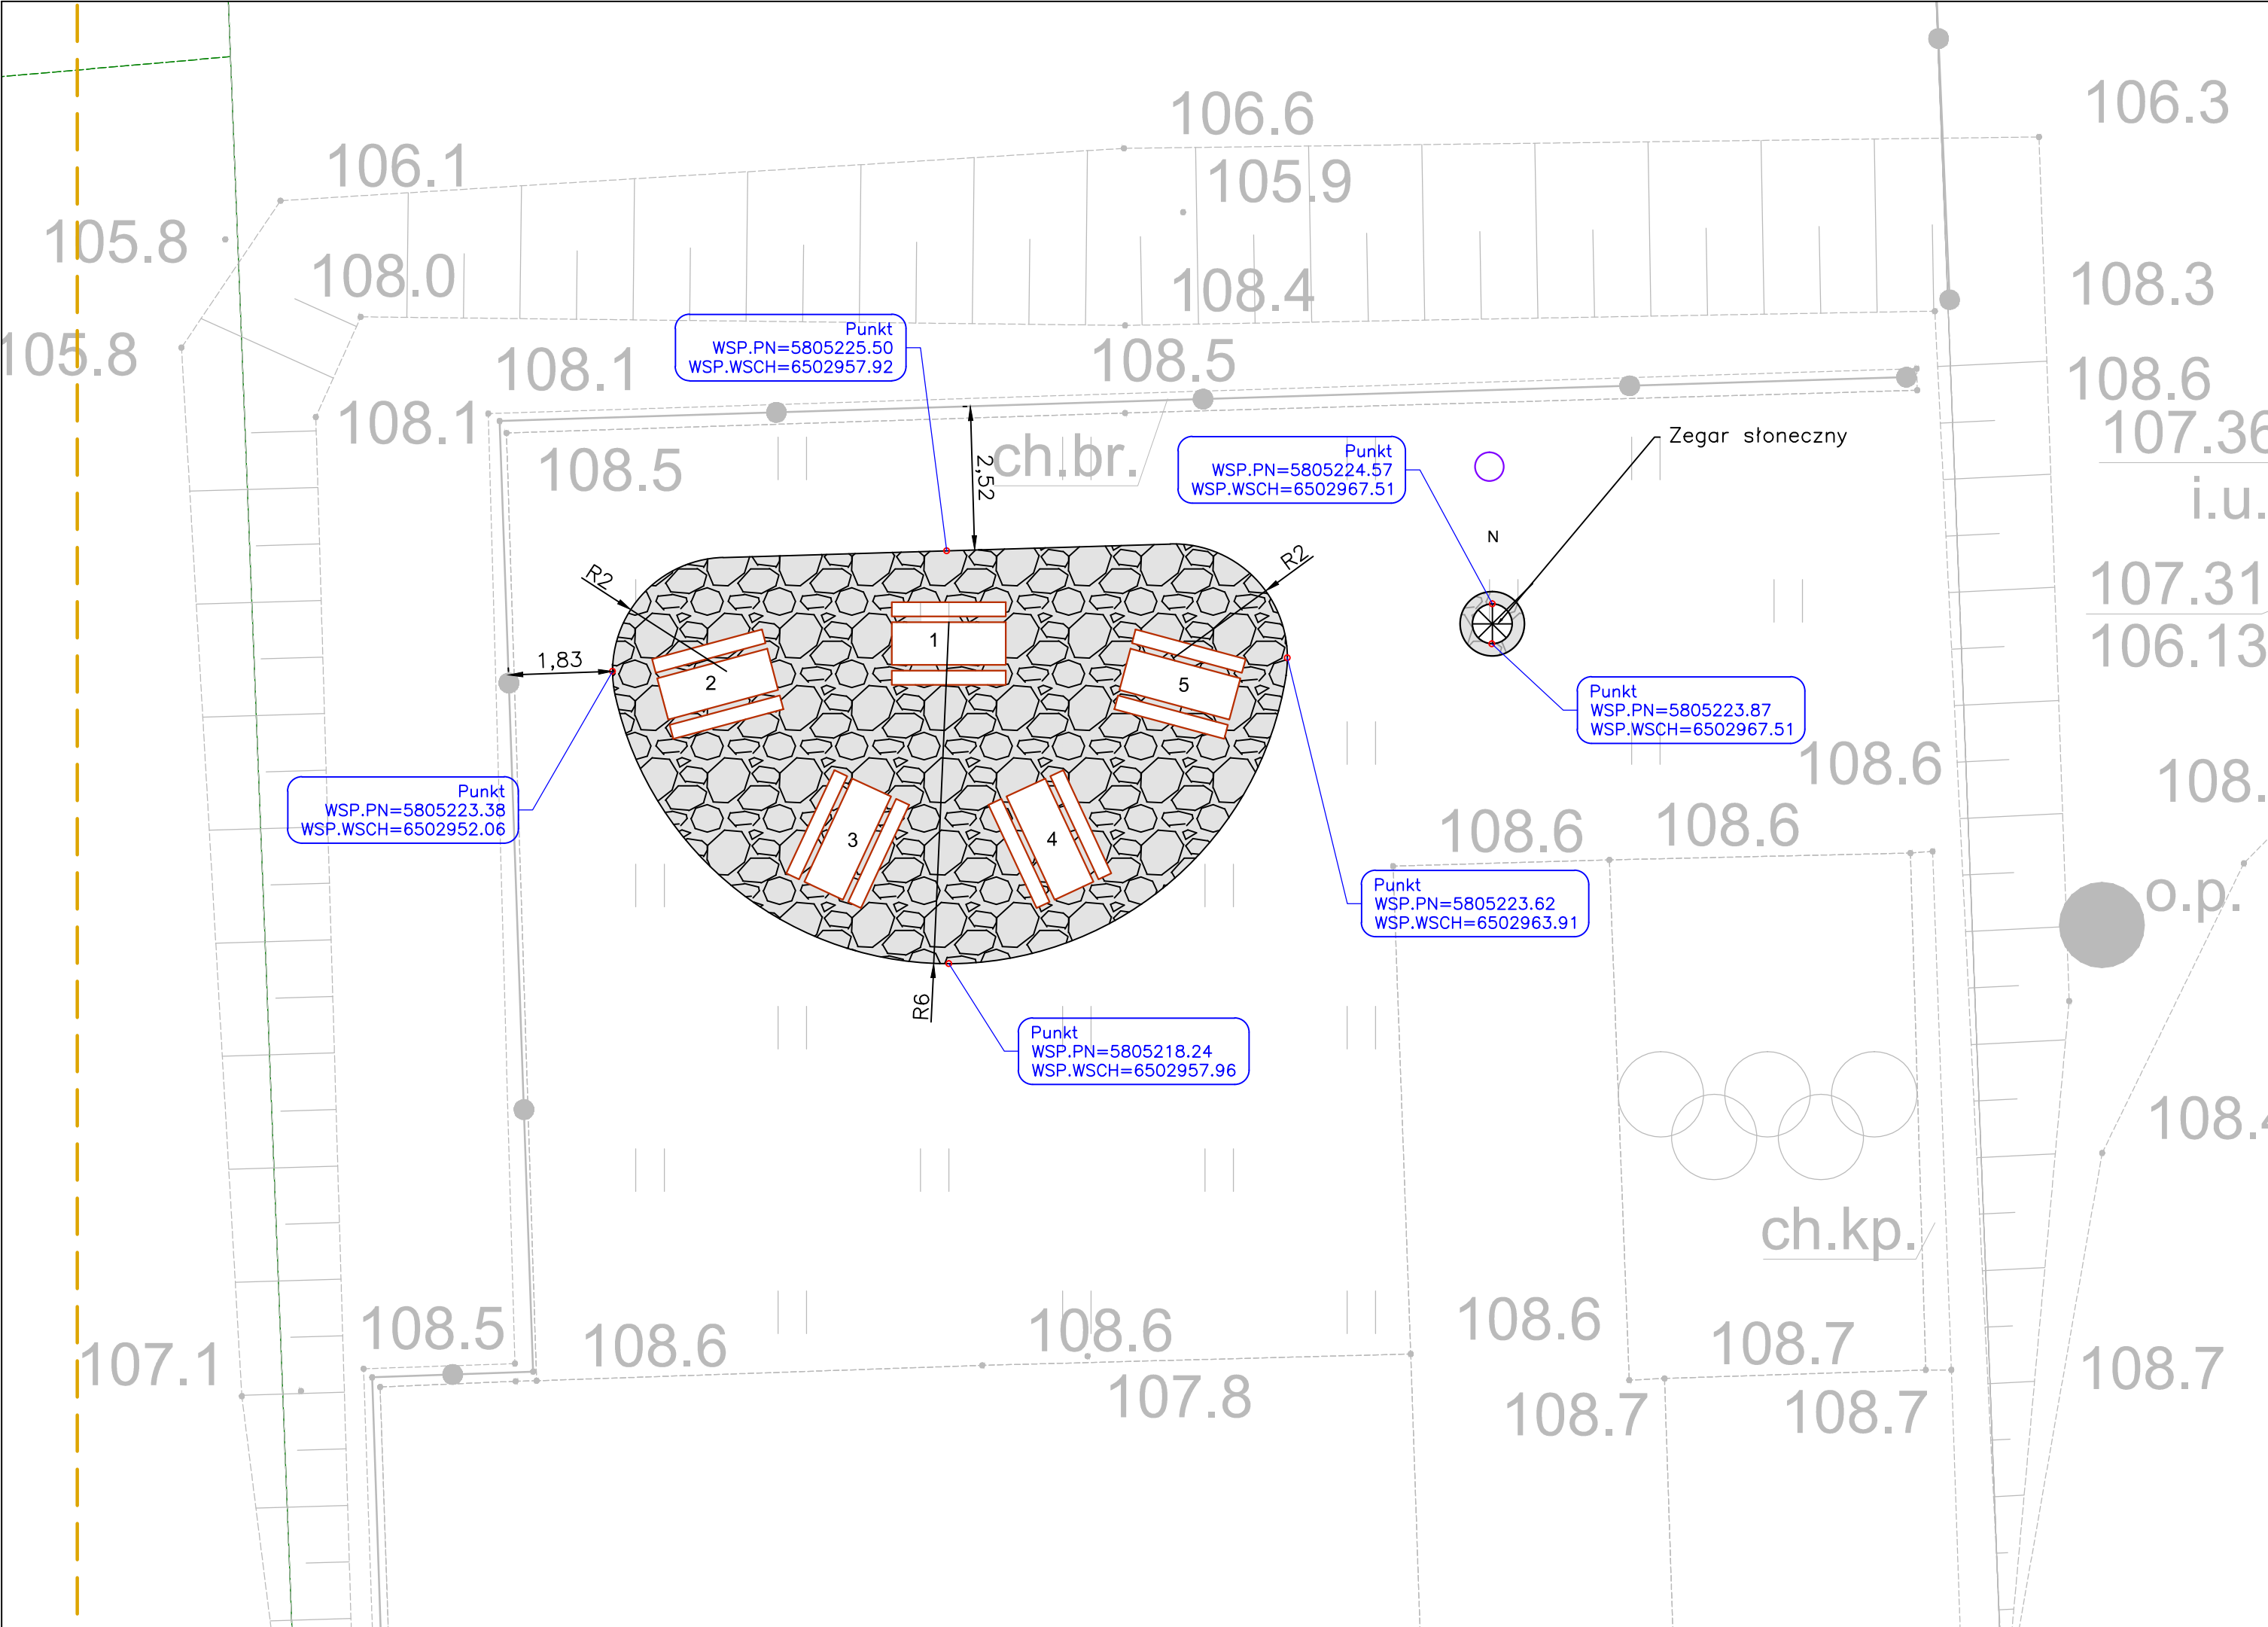 106.3
106.6
106.1
105.9
105.8
108.0
108.4
108.3
105.8
Punkt
WSP.PN=5805225.50
WSP.WSCH=6502957.92
108.1
108.5
108.6
108.1
107.36
Zegar słoneczny
108.5
2,52
ch.br.
Punkt
WSP.PN=5805224.57
WSP.WSCH=6502967.51
i.u.
N
R2
R2
107.31
106.13
1
1,83
2
5
Punkt
WSP.PN=5805223.87
WSP.WSCH=6502967.51
108.6
108.
Punkt
WSP.PN=5805223.38
WSP.WSCH=6502952.06
3
4
108.6
108.6
Punkt
WSP.PN=5805223.62
WSP.WSCH=6502963.91
o.p.
R6
Punkt
WSP.PN=5805218.24
WSP.WSCH=6502957.96
108.4
ch.kp.
108.5
108.6
108.6
108.6
108.7
107.1
108.7
107.8
108.7
108.7